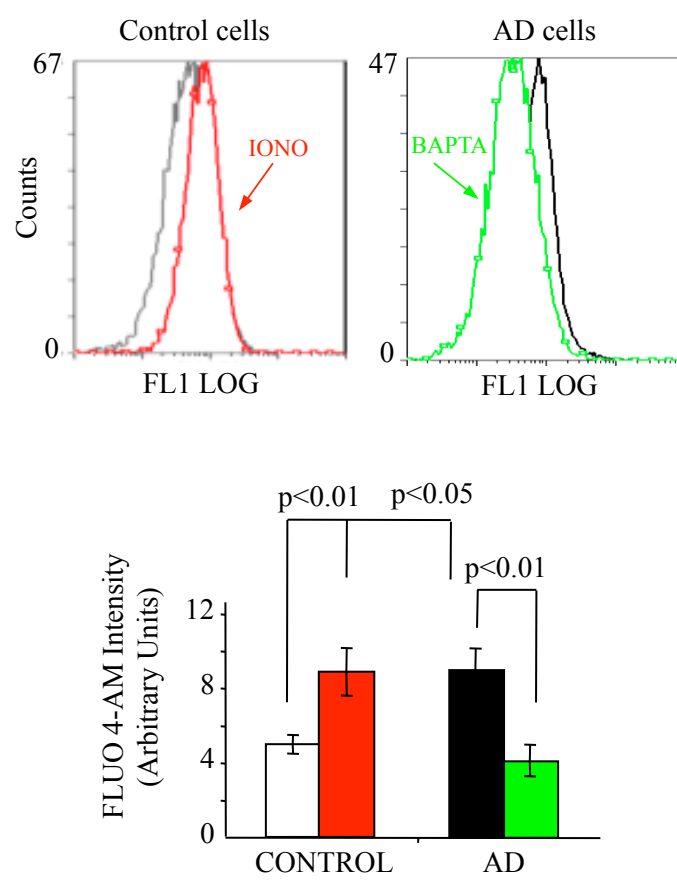 Control cells
AD cells
67
47
IONO
BAPTA
Counts
0
0
FL1 LOG
FL1 LOG
p<0.01
p<0.05
p<0.01
FLUO 4-AM Intensity
(Arbitrary Units)
12
8
4
0
CONTROL
AD